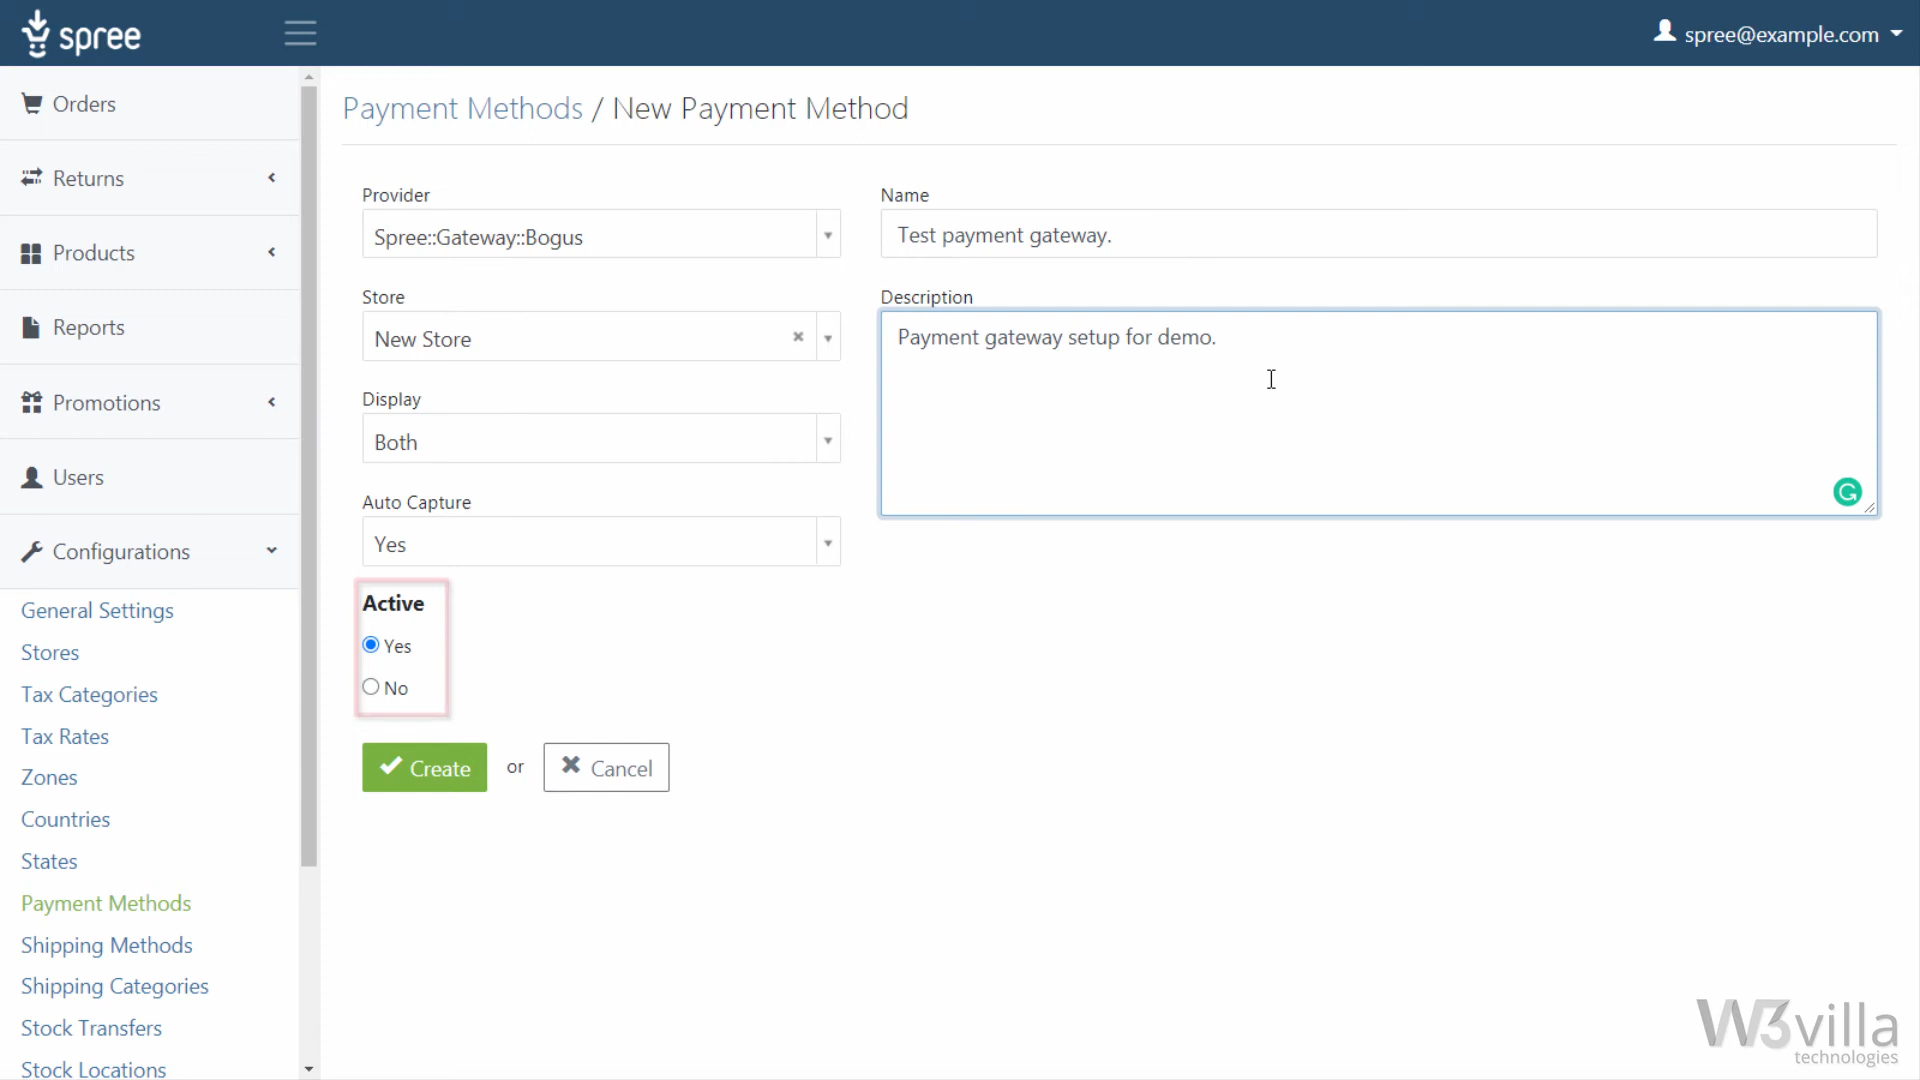 spree
spree@example.com
Orders
Returns
Products
Reports
Promotions
Users
Configurations
General Settings
Stores
Tax Categories
Tax Rates
Zones
Countries
States
Payment Methods
Shipping Methods
Shipping Categories
Stock Transfers
Stock Locations
Payment Methods / New Payment Method
Provider
Spree::Gateway::Bogus
Store
New Store
Display
Both
Auto Capture
Yes
Active
Yes
No
Create or Cancel
Name
Test payment gateway.
Description
Payment gateway setup for demo.
W3villa
technologies